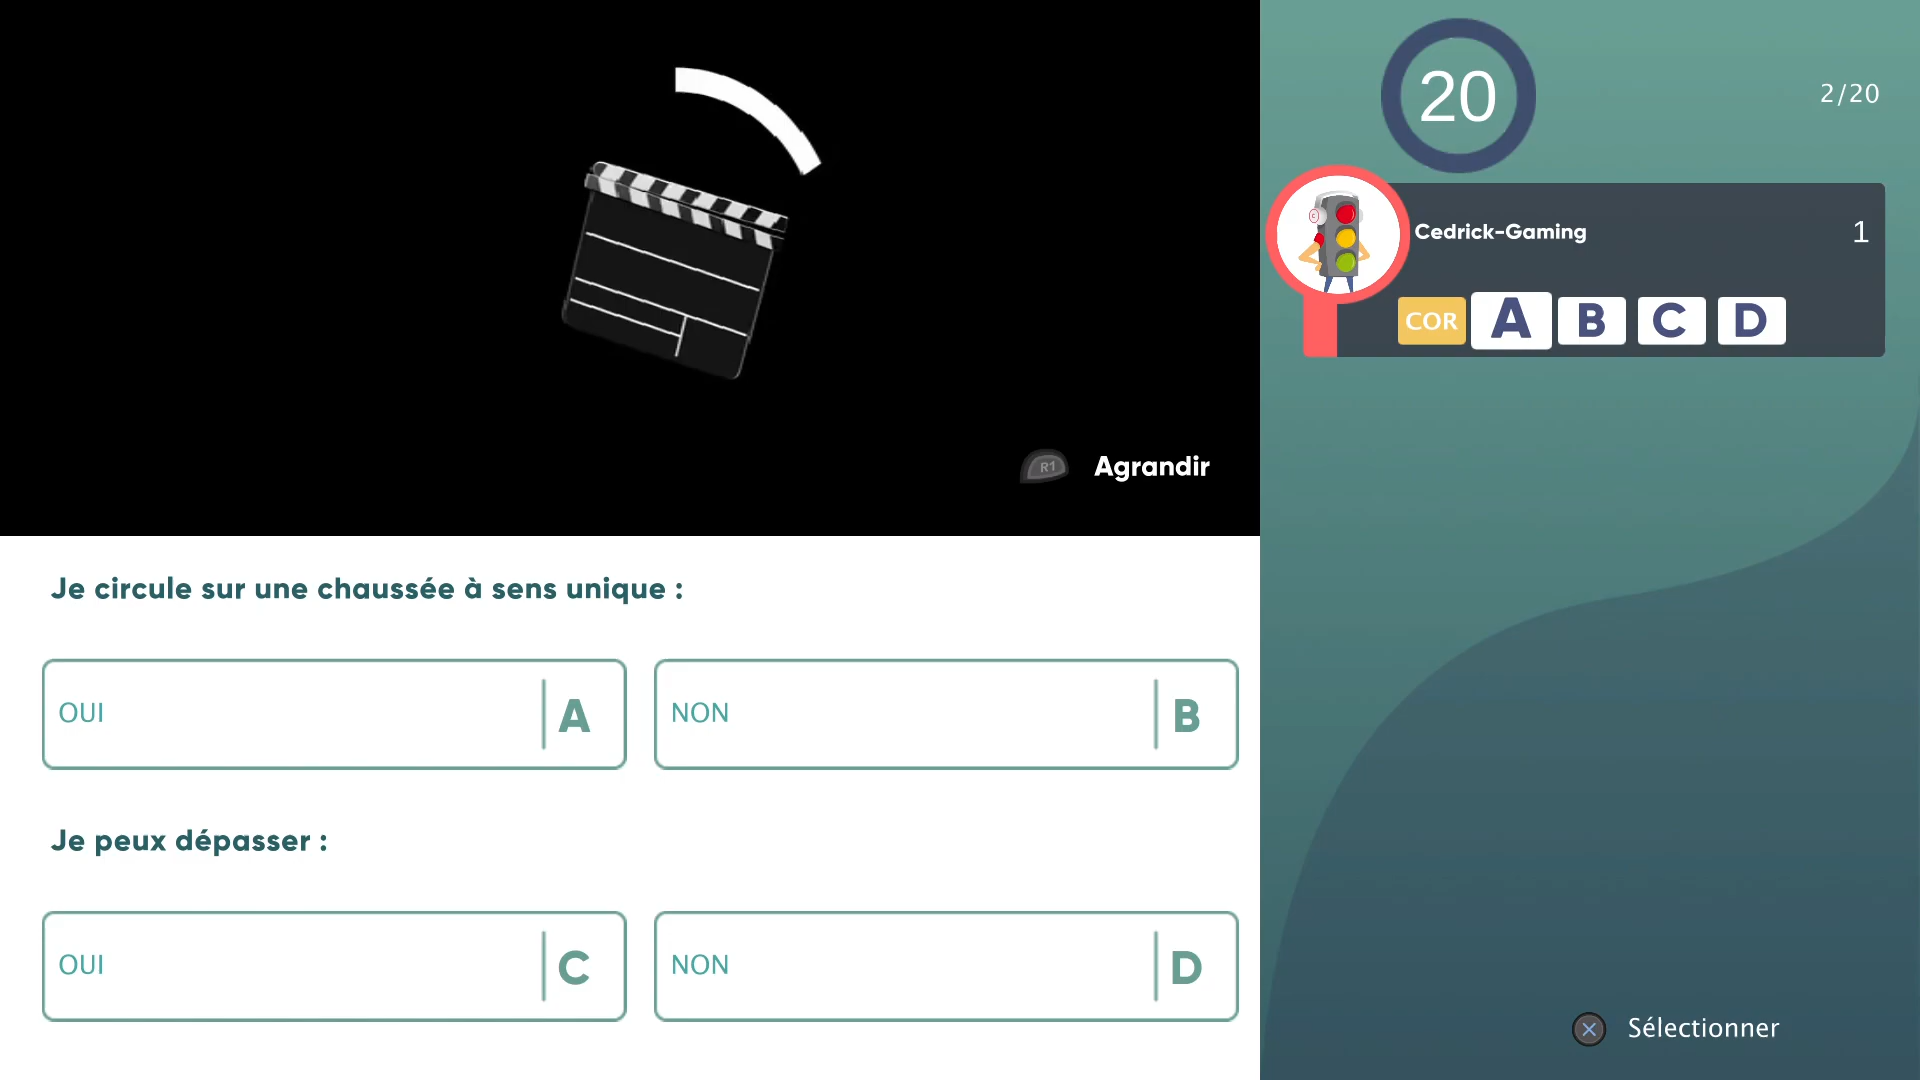 20
2/20
Cedrick-Gaming
1
COR A B C D
R1 Agrandir
Je circule sur une chaussée à sens unique :
OUI A
NON B
Je peux dépasser :
OUI C
NON D
Sélectionner